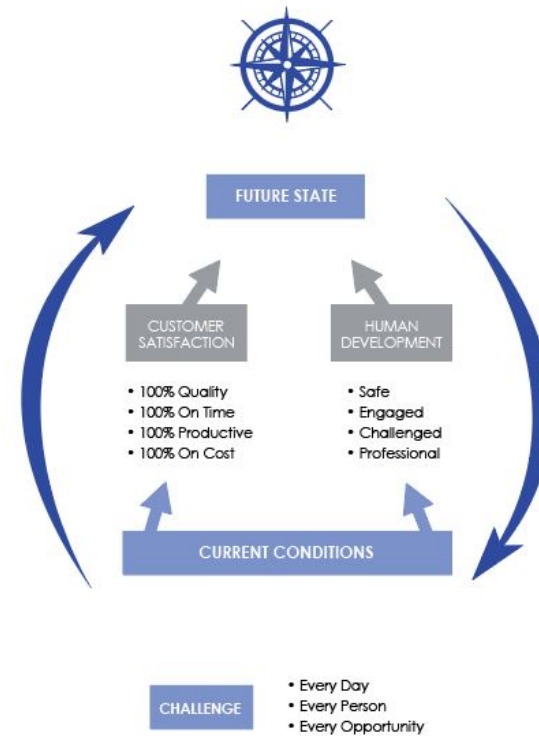 FUTURE STATE
CUSTOMER
SATISFACTION
• 100% Quality
• 100% On Time
• 100% Productive
• 100% On Cost
HUMAN
DEVELOPMENT
• Safe
• Engaged
• Challenged
• Professional
CURRENT CONDITIONS
CHALLENGE
• Every Day
• Every Person
• Every Opportunity